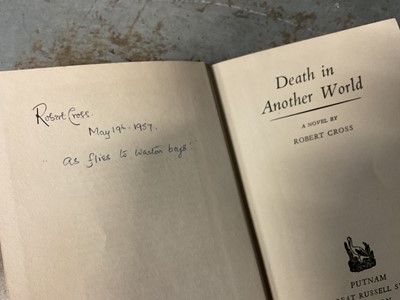 Robert Cross.
May 19th. 1957.
"as flies to wanton boys"
Death in
Another World
A NOVEL BY
ROBERT CROSS
PUTNAM
GREAT RUSSELL ST